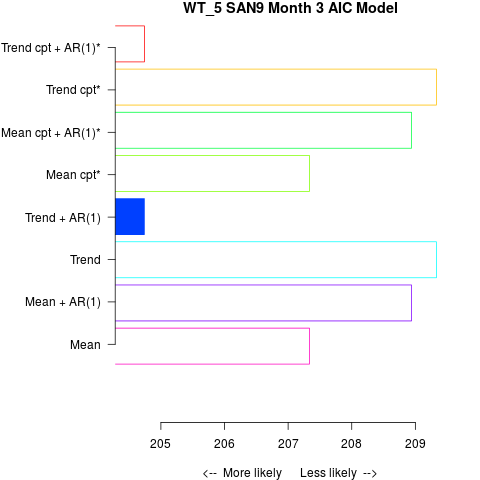 WT_5 SAN9 Month 3 AIC Model
Trend cpt + AR(1)*
Trend cpt*
Mean cpt + AR(1)*
Mean cpt*
Trend + AR(1)
Trend
Mean + AR(1)
Mean
205 206 207 208 209
<-- More likely Less likely -->